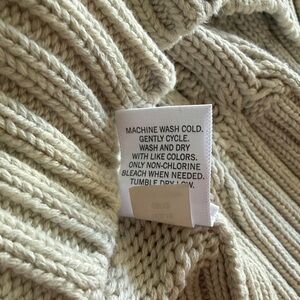 MACHINE WASH COLD.
GENTLY CYCLE.
WASH AND DRY
WITH LIKE COLORS.
ONLY NON-CHLORINE
BLEACH WHEN NEEDED.
TUMBLE DRY LOW.